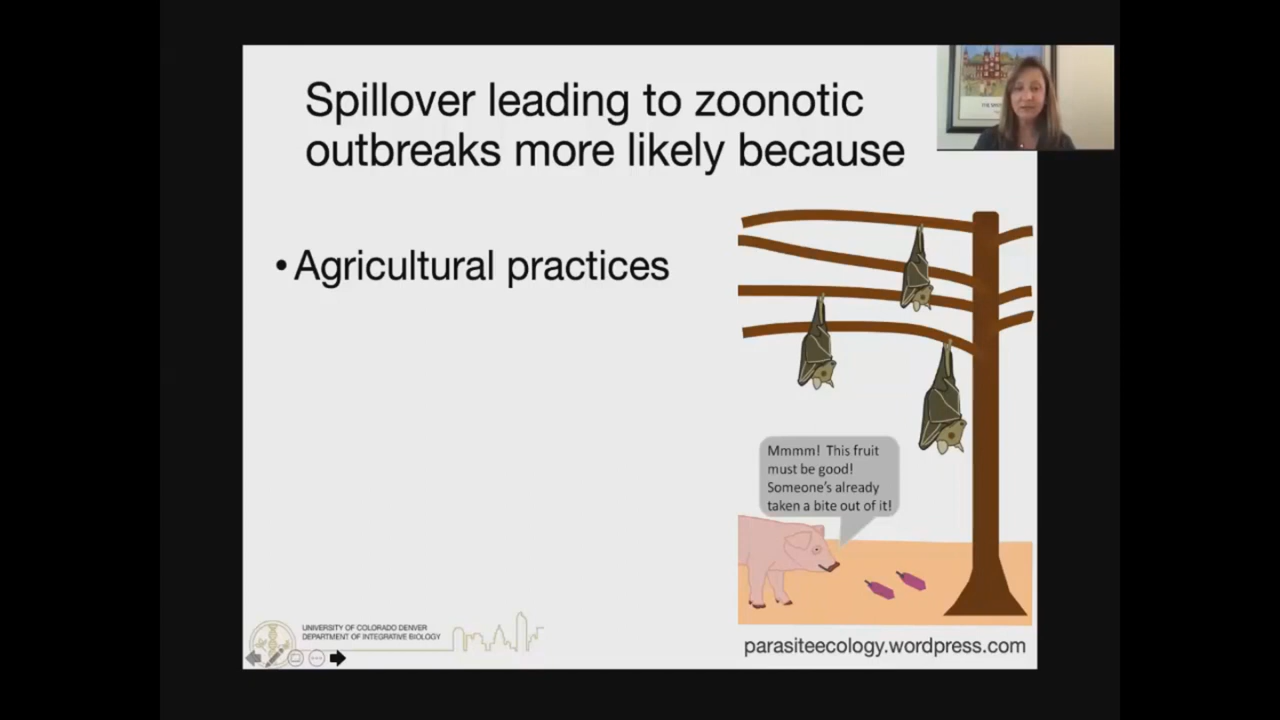 Spillover leading to zoonotic
outbreaks more likely because
• Agricultural practices
Mmmm! This fruit
must be good!
Someone's already
taken a bite out of it!
UNIVERSITY OF COLORADO DENVER
DEPARTMENT OF INTEGRATIVE BIOLOGY
parasiteecology.wordpress.com